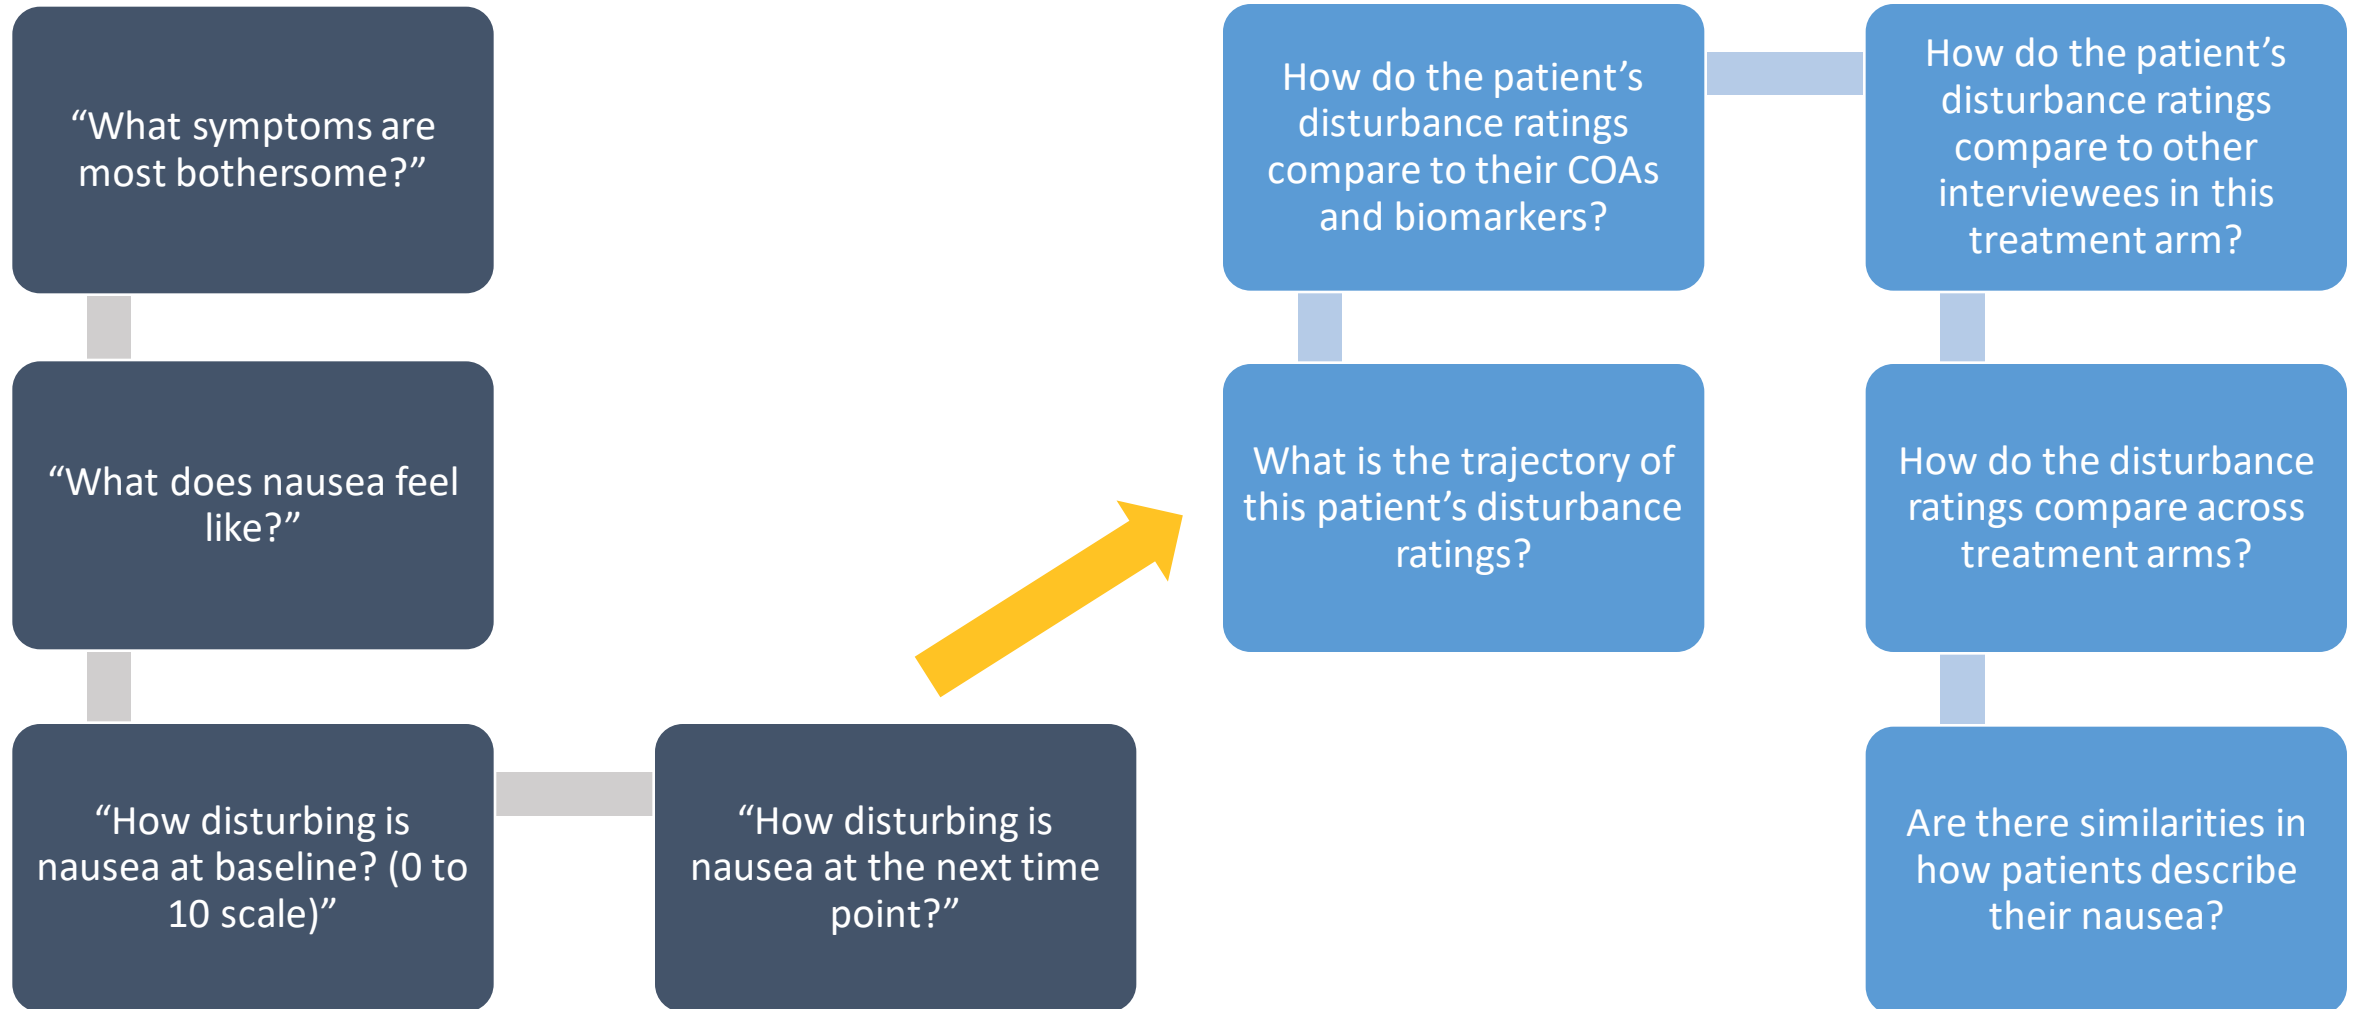 “What symptoms are
most bothersome?”
“What does nausea feel
like?”
“How disturbing is
nausea at baseline? (0 to
10 scale)”
“How disturbing is
nausea at the next time
point?”
What is the trajectory of
this patient’s disturbance
ratings?
How do the patient’s
disturbance ratings
compare to their COAs
and biomarkers?
How do the patient’s
disturbance ratings
compare to other
interviewees in this
treatment arm?
How do the disturbance
ratings compare across
treatment arms?
Are there similarities in
how patients describe
their nausea?